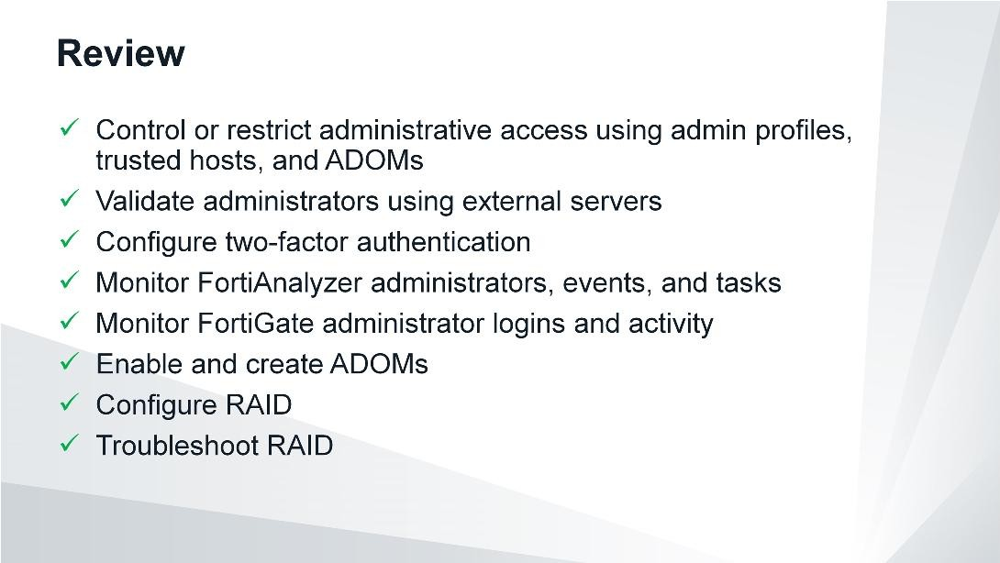 Review
✓ Control or restrict administrative access using admin profiles,
trusted hosts, and ADOMs
✓ Validate administrators using external servers
✓ Configure two-factor authentication
✓ Monitor FortiAnalyzer administrators, events, and tasks
✓ Monitor FortiGate administrator logins and activity
✓ Enable and create ADOMs
✓ Configure RAID
✓ Troubleshoot RAID